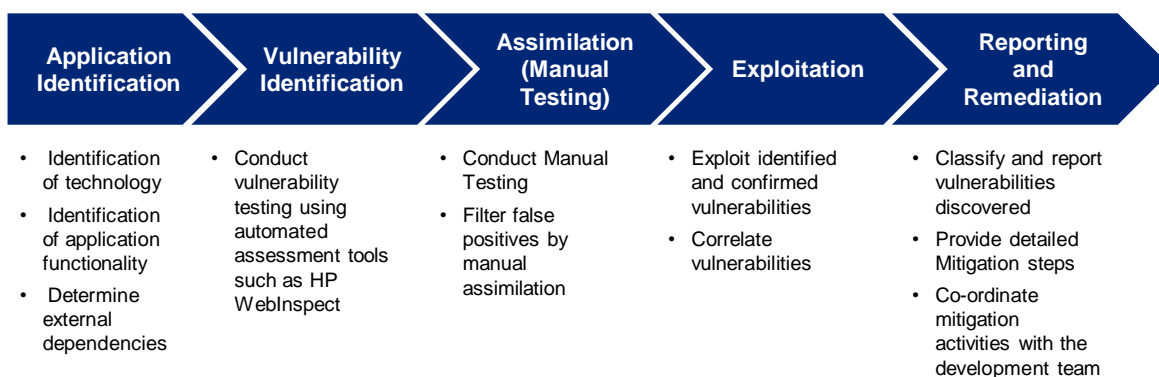 Application
Identification
Vulnerability
Identification
Assimilation
(Manual
Testing)
Exploitation
Reporting
and
Remediation
• Identification
of technology
• Identification
of application
functionality
• Determine
external
dependencies
• Conduct
vulnerability
testing using
automated
assessment tools
such as HP
WebInspect
• Conduct Manual
Testing
• Filter false
positives by
manual
assimilation
• Exploit identified
and confirmed
vulnerabilities
• Correlate
vulnerabilities
• Classify and report
vulnerabilities
discovered
• Provide detailed
Mitigation steps
• Co-ordinate
mitigation
activities with the
development team